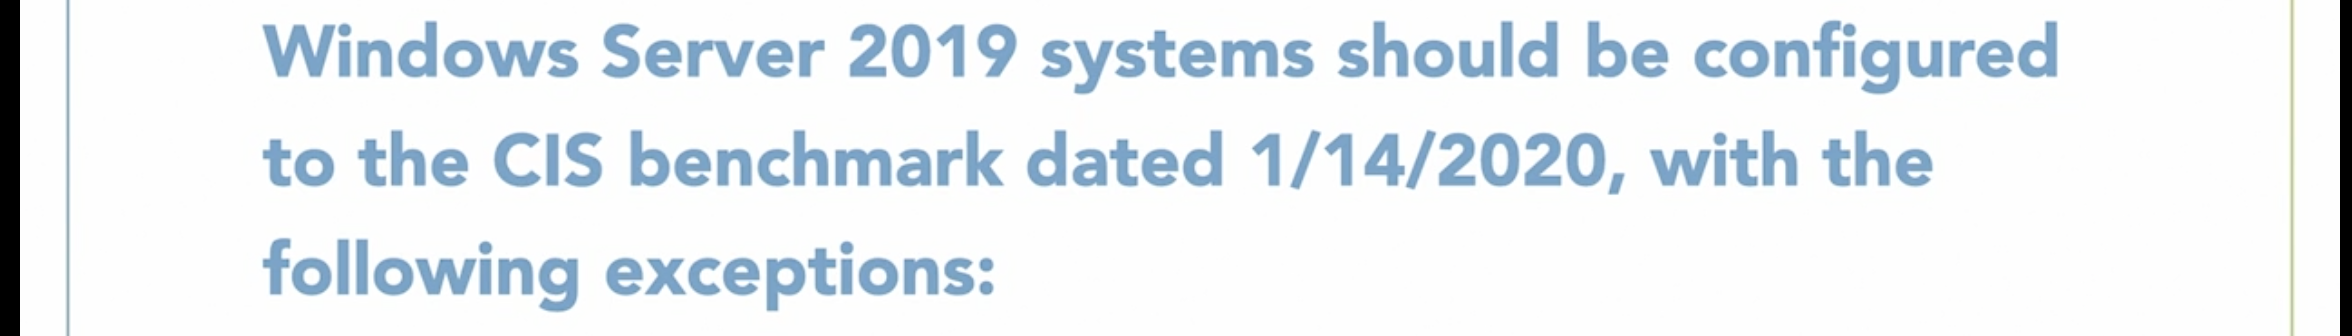 Windows Server 2019 systems should be configured
to the CIS benchmark dated 1/14/2020, with the
following exceptions: